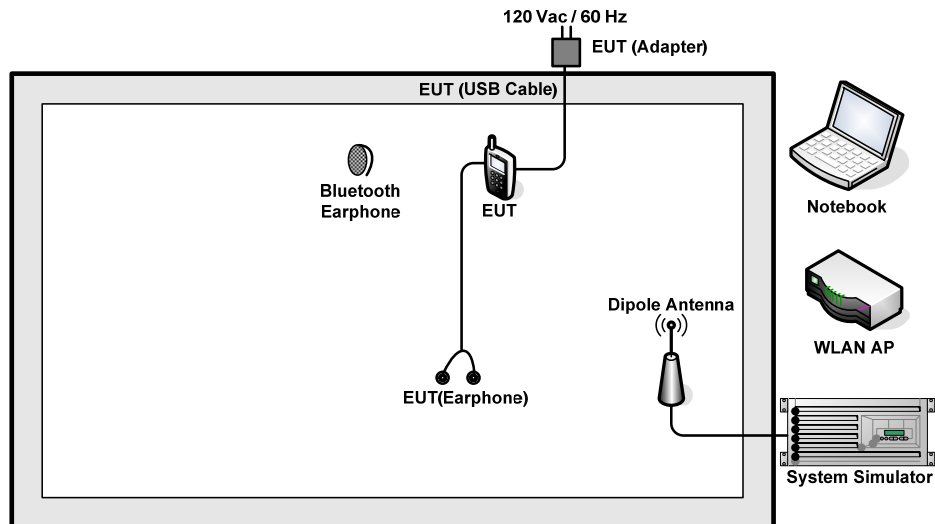 120 Vac / 60 Hz
EUT (Adapter)
EUT (USB Cable)
Bluetooth
Earphone
EUT
Notebook
Dipole Antenna
WLAN AP
EUT(Earphone)
System Simulator